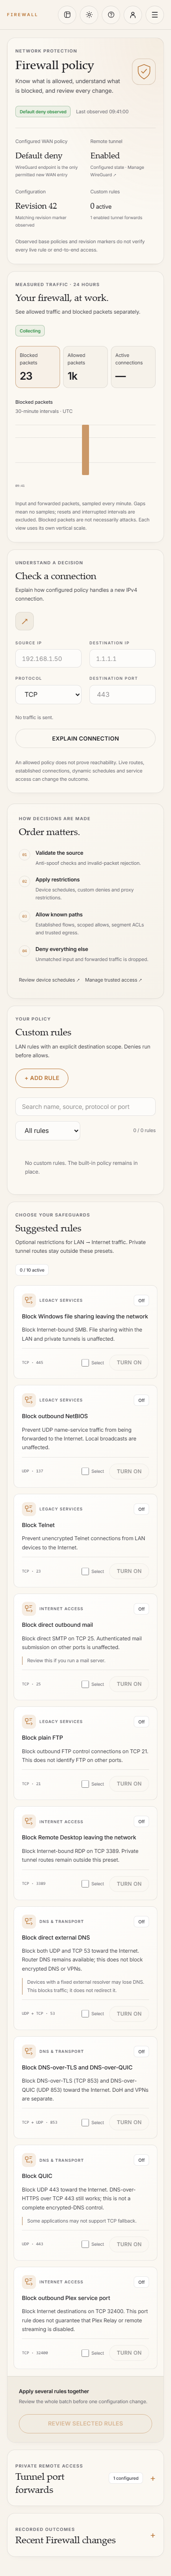 FIREWALL
NETWORK PROTECTION
Firewall policy
Know what is allowed, understand what
is blocked, and review every change.
Default deny observed
Last observed 09:41:00
Configured WAN policy
Default deny
WireGuard endpoint is the only
permitted new WAN entry
Remote tunnel
Enabled
Configured state · Manage
WireGuard ↗
Configuration
Revision 42
Matching revision marker
observed
Custom rules
0 active
1 enabled tunnel forwards
Observed base policies and revision markers do not verify
every live rule or end-to-end access.
MEASURED TRAFFIC · 24 HOURS
Your firewall, at work.
See allowed traffic and blocked packets separately.
Collecting
Blocked
packets
23
Allowed
packets
1k
Active
connections
—
Blocked packets
30-minute intervals · UTC
Input and forwarded packets, sampled every minute. Gaps
mean no samples; resets and interrupted intervals are
excluded. Blocked packets are not necessarily attacks. Each
view uses its own vertical scale.
UNDERSTAND A DECISION
Check a connection
Explain how configured policy handles a new IPv4
connection.
↗
SOURCE IP
192.168.1.50
DESTINATION IP
1.1.1.1
PROTOCOL
TCP
DESTINATION PORT
443
No traffic is sent.
EXPLAIN CONNECTION
An allowed policy does not prove reachability. Live routes,
established connections, dynamic schedules and service
access can change the outcome.
HOW DECISIONS ARE MADE
Order matters.
01
Validate the source
Anti-spoof checks and invalid-packet rejection.
02
Apply restrictions
Device schedules, custom denies and proxy
restrictions.
03
Allow known paths
Established flows, scoped allows, segment ACLs
and trusted egress.
04
Deny everything else
Unmatched input and forwarded traffic is dropped.
Review device schedules ↗ Manage trusted access ↗
YOUR POLICY
Custom rules
LAN rules with an explicit destination scope. Denies run
before allows.
+ ADD RULE
Search name, source, protocol or port
All rules
0 / 0 rules
No custom rules. The built-in policy remains in
place.
CHOOSE YOUR SAFEGUARDS
Suggested rules
Optional restrictions for LAN → Internet traffic. Private
tunnel routes stay outside these presets.
0 / 10 active
LEGACY SERVICES
Off
Block Windows file sharing leaving the network
Block Internet-bound SMB. File sharing within the
LAN and private tunnels is unaffected.
TCP · 445
Select
TURN ON
LEGACY SERVICES
Off
Block outbound NetBIOS
Prevent UDP name-service traffic from being
forwarded to the Internet. Local broadcasts are
unaffected.
UDP · 137
Select
TURN ON
LEGACY SERVICES
Off
Block Telnet
Prevent unencrypted Telnet connections from LAN
devices to the Internet.
TCP · 23
Select
TURN ON
INTERNET ACCESS
Off
Block direct outbound mail
Block direct SMTP on TCP 25. Authenticated mail
submission on other ports is unaffected.
Review this if you run a mail server.
TCP · 25
Select
TURN ON
LEGACY SERVICES
Off
Block plain FTP
Block outbound FTP control connections on TCP 21.
This does not identify FTP on other ports.
TCP · 21
Select
TURN ON
INTERNET ACCESS
Off
Block Remote Desktop leaving the network
Block Internet-bound RDP on TCP 3389. Private
tunnel routes remain outside this preset.
TCP · 3389
Select
TURN ON
DNS & TRANSPORT
Off
Block direct external DNS
Block both UDP and TCP 53 toward the Internet.
Router DNS remains available; this does not block
encrypted DNS or VPNs.
Devices with a fixed external resolver may lose DNS.
This blocks traffic; it does not redirect it.
UDP + TCP · 53
Select
TURN ON
DNS & TRANSPORT
Off
Block DNS-over-TLS and DNS-over-QUIC
Block DNS-over-TLS (TCP 853) and DNS-over-
QUIC (UDP 853) toward the Internet. DoH and VPNs
are separate.
TCP + UDP · 853
Select
TURN ON
DNS & TRANSPORT
Off
Block QUIC
Block UDP 443 toward the Internet. DNS-over-
HTTPS over TCP 443 still works; this is not a
complete encrypted-DNS control.
Some applications may not support TCP fallback.
UDP · 443
Select
TURN ON
INTERNET ACCESS
Off
Block outbound Plex service port
Block Internet destinations on TCP 32400. This port
rule does not guarantee that Plex Relay or remote
streaming is disabled.
TCP · 32400
Select
TURN ON
Apply several rules together
Review the whole batch before one configuration change.
REVIEW SELECTED RULES
PRIVATE REMOTE ACCESS
Tunnel port
forwards
1 configured
+
RECORDED OUTCOMES
Recent Firewall changes
+